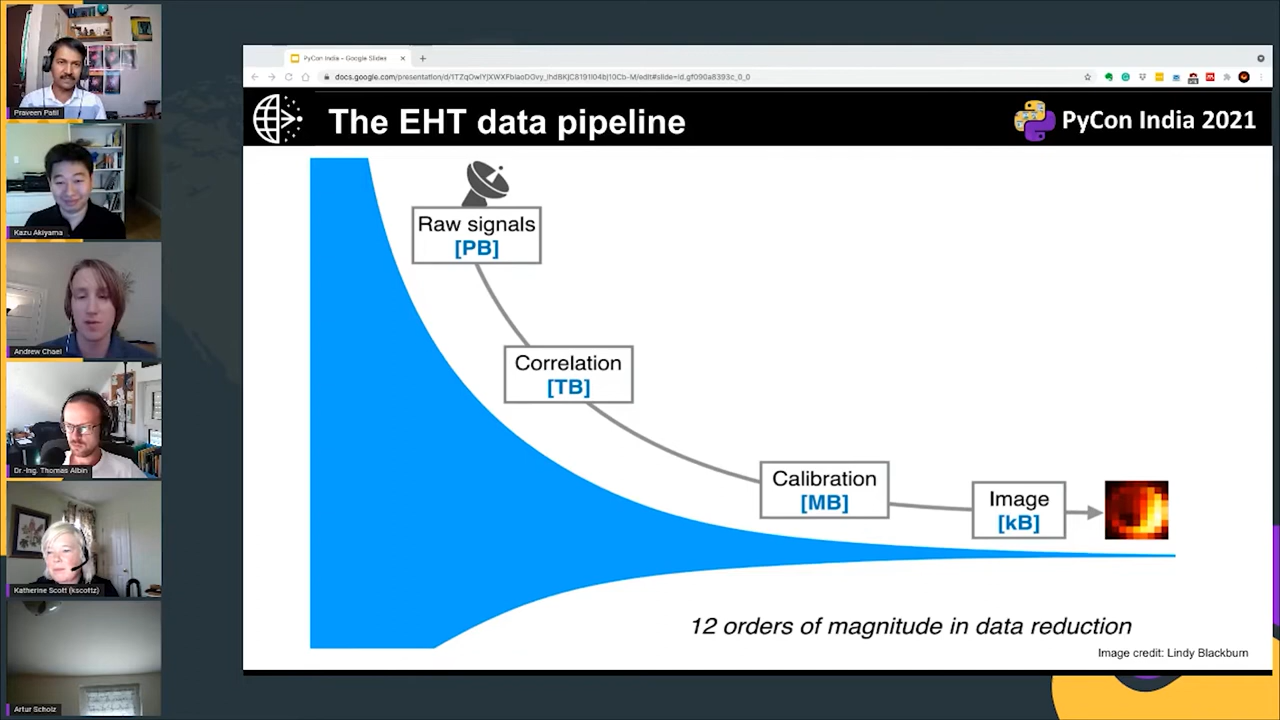 PyCon India - Google Slides
The EHT data pipeline
PyCon India 2021
Raw signals
[PB]
Correlation
[TB]
Calibration
[MB]
Image
[kB]
12 orders of magnitude in data reduction
Image credit: Lindy Blackburn
Praveen Patil
Kazu Akiyama
Andrew Chael
Dr.-Ing. Thomas Albin
Katherine Scott (kscottz)
Artur Scholz